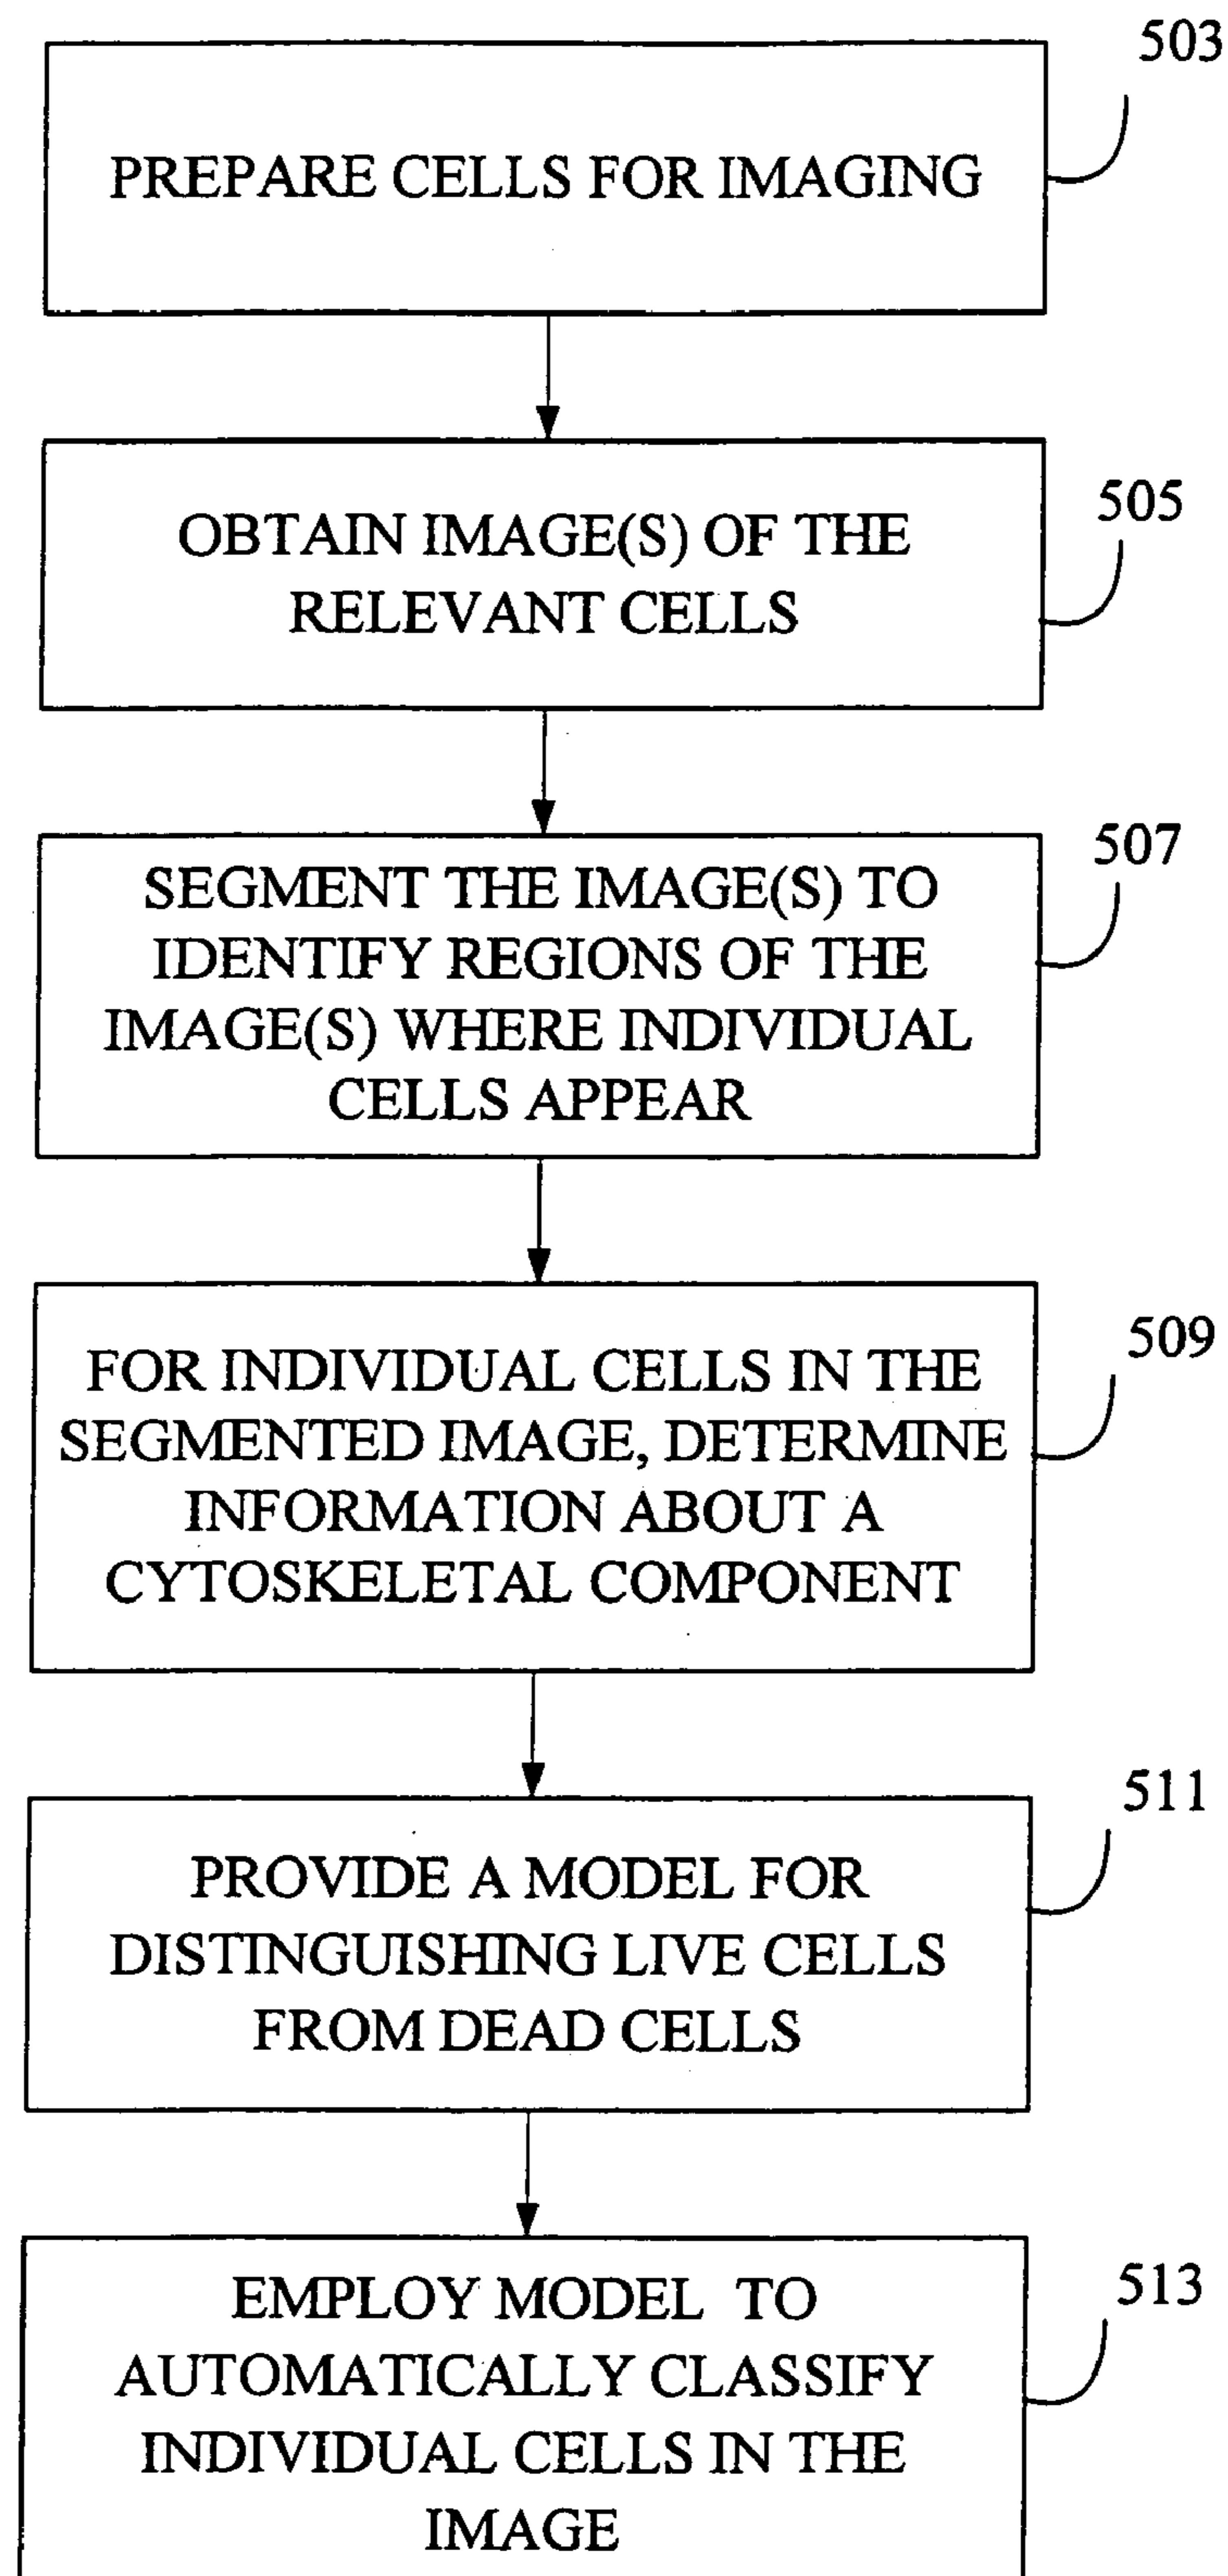 503
PREPARE CELLS FOR IMAGING
505
OBTAIN IMAGE(S) OF THE
RELEVANT CELLS
507
SEGMENT THE IMAGE(S) TO
IDENTIFY REGIONS OF THE
IMAGE(S) WHERE INDIVIDUAL
CELLS APPEAR
509
FOR INDIVIDUAL CELLS IN THE
SEGMENTED IMAGE, DETERMINE
INFORMATION ABOUT A
CYTOSKELETAL COMPONENT
511
PROVIDE A MODEL FOR
DISTINGUISHING LIVE CELLS
FROM DEAD CELLS
513
EMPLOY MODEL TO
AUTOMATICALLY CLASSIFY
INDIVIDUAL CELLS IN THE
IMAGE